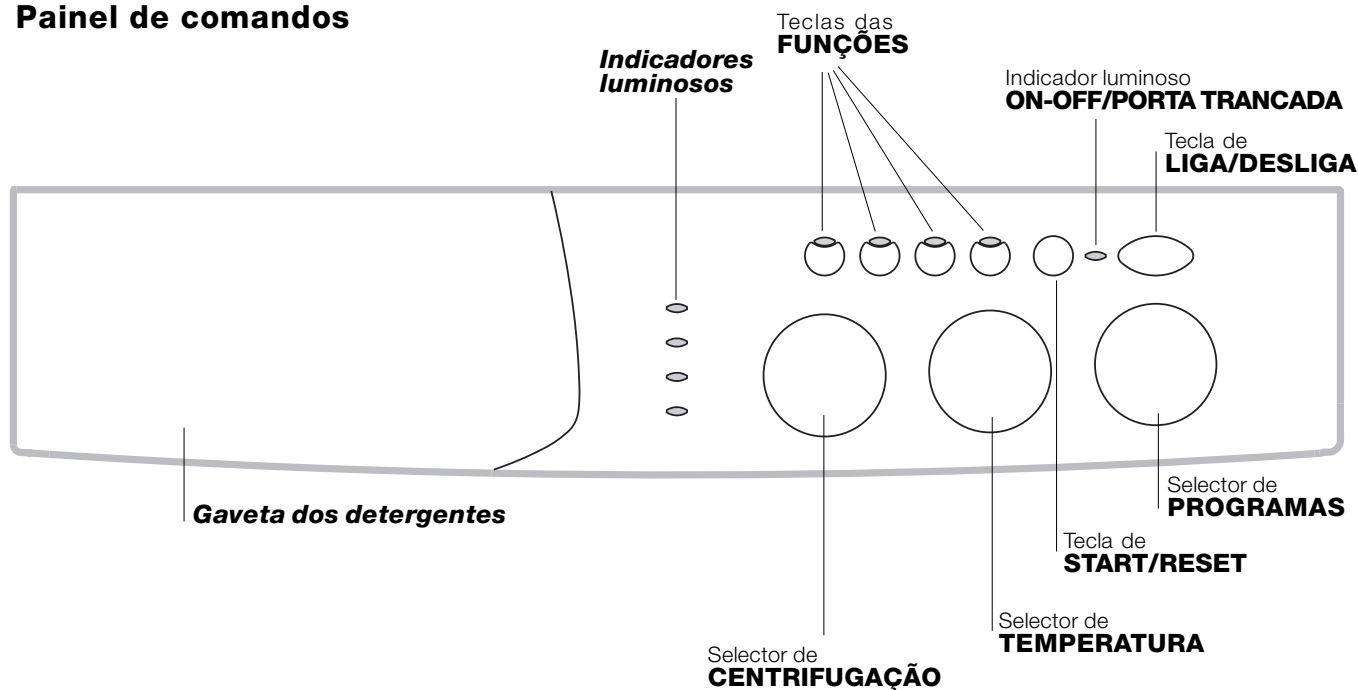 Painel de comandos
Teclas das
FUNÇÕES
Indicadores
luminosos
Indicador luminoso
ON-OFF/PORTA TRANCADA
Tecla de
LIGA/DESLIGA
Gaveta dos detergentes
Selector de
PROGRAMAS
Tecla de
START/RESET
Selector de
TEMPERATURA
Selector de
CENTRIFUGAÇÃO